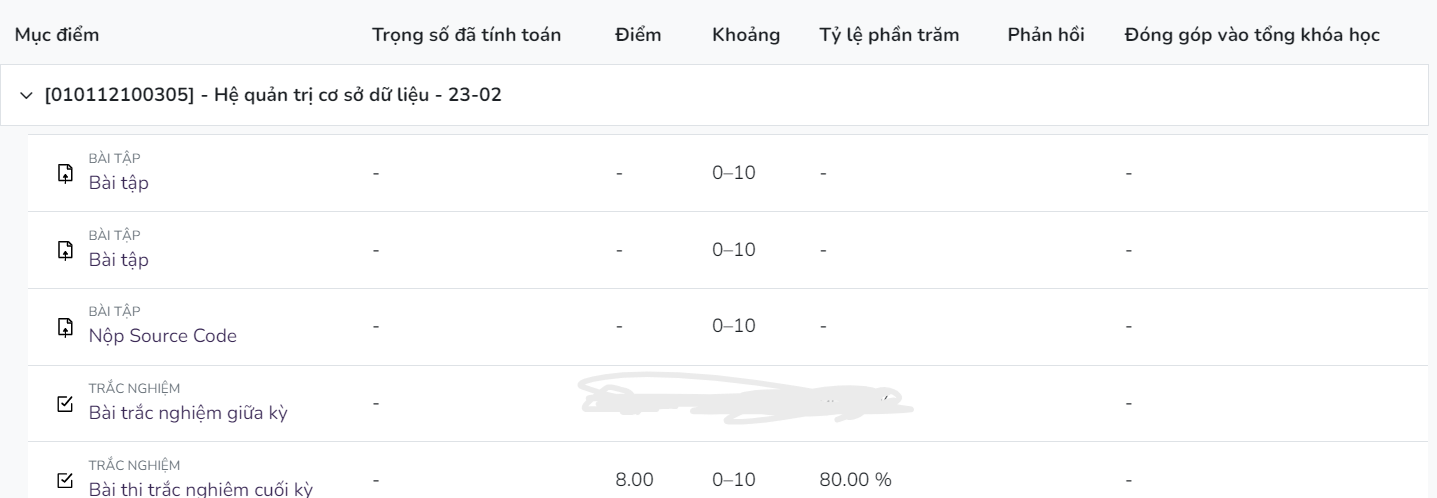 Mục điểm Trọng số đã tính toán Điểm Khoảng Tỷ lệ phần trăm Phản hồi Đóng góp vào tổng khóa học
[010112100305] - Hệ quản trị cơ sở dữ liệu - 23-02
BÀI TẬP
Bài tập - - 0–10 - -
BÀI TẬP
Bài tập - - 0–10 - -
BÀI TẬP
Nộp Source Code - - 0–10 - -
TRẮC NGHIỆM
Bài trắc nghiệm giữa kỳ - -
TRẮC NGHIỆM
Bài thi trắc nghiệm cuối kỳ - 8.00 0–10 80.00 % -